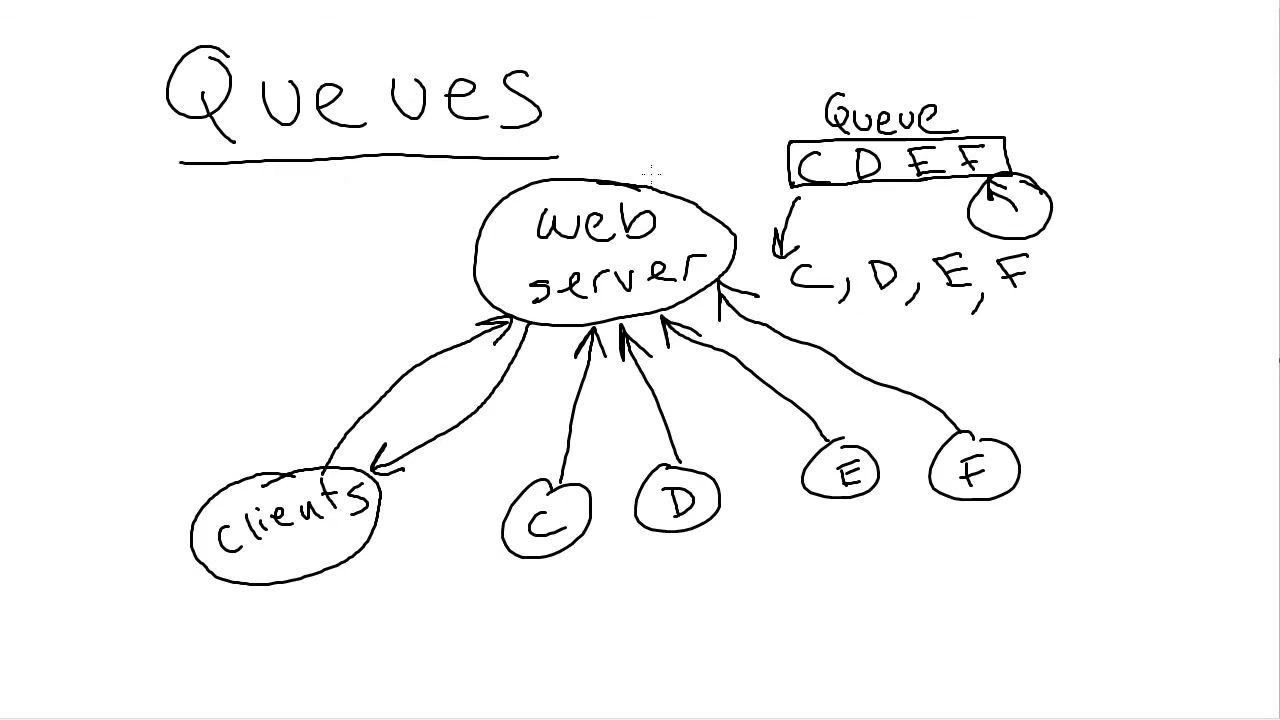 Queues
Queue
C D E F
web
server
C, D, E, F
clients
C
D
E
F